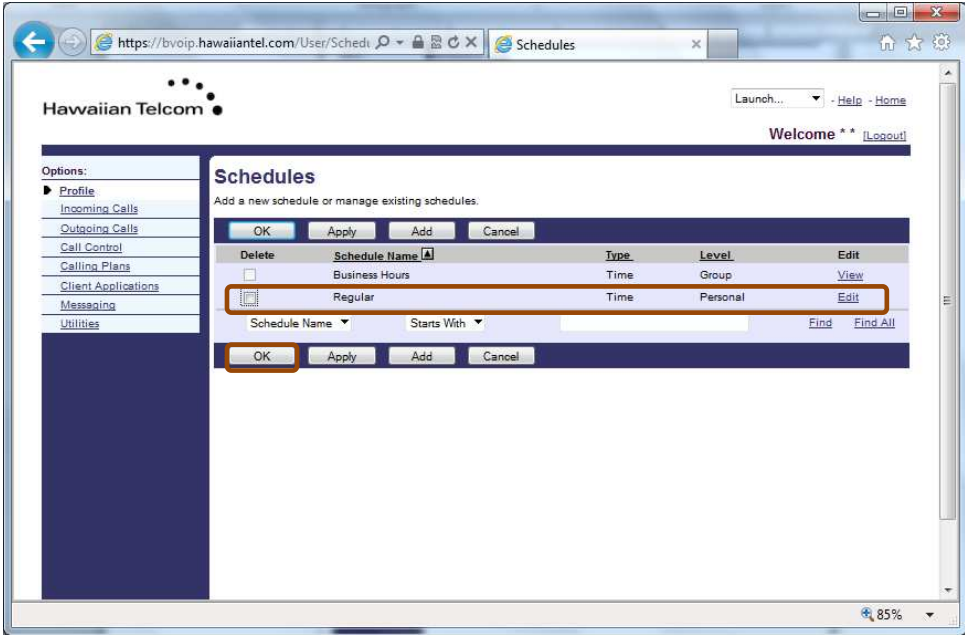 https://bvoip.hawaiiantel.com/User/Schedu
Schedules
Hawaiian Telcom
Launch... - Help - Home
Welcome * * [Logout]
Options:
Profile
Incoming Calls
Outgoing Calls
Call Control
Calling Plans
Client Applications
Messaging
Utilities
Schedules
Add a new schedule or manage existing schedules.
OK Apply Add Cancel
Delete Schedule Name Type Level Edit
Business Hours Time Group View
Regular Time Personal Edit
Schedule Name Starts With Find Find All
OK Apply Add Cancel
85%